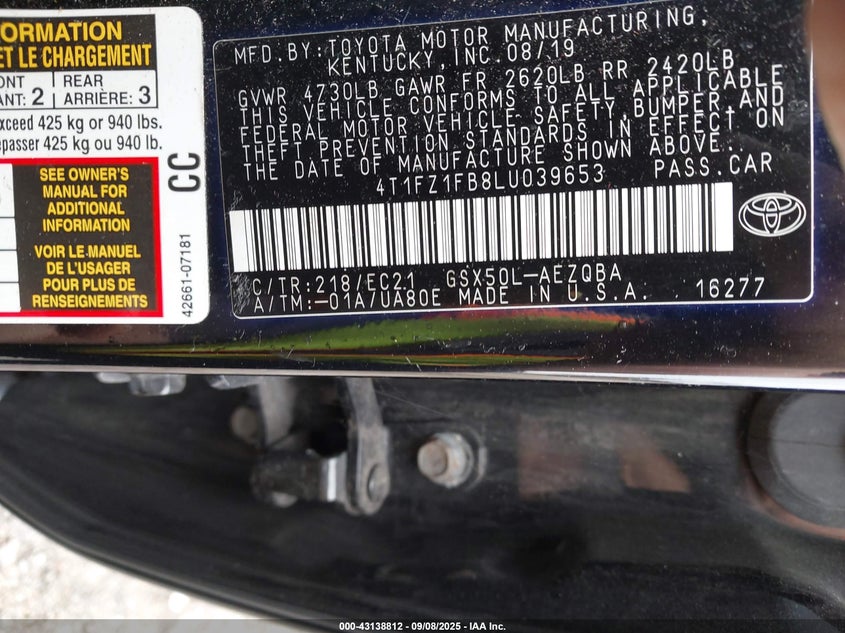 FORMATION
ET LE CHARGEMENT
ONT
ANT: 2
REAR
ARRIÈRE: 3
xceed 425 kg or 940 lbs.
epasser 425 kg ou 940 lb.
SEE OWNER'S
MANUAL FOR
ADDITIONAL
INFORMATION
VOIR LE MANUEL
DE L'USAGER
POUR PLUS DE
RENSEIGNEMENTS
CC
42661-07181
MFD.BY:TOYOTA MOTOR MANUFACTURING,
KENTUCKY,INC.08/19
GVWR 4730LB GAWR FR 2620LB RR 2420LB
THIS VEHICLE CONFORMS TO ALL APPLICABLE
FEDERAL MOTOR VEHICLE SAFETY,BUMPER,AND
THEFT PREVENTION STANDARDS IN EFFECT ON
THE DATE OF MANUFACTURE SHOWN ABOVE.
4T1FZ1FB8LU039653 PASS.CAR
C/TR:218/EC21 GSX50L-AEZQBA
A/TM:-01A/UA80E MADE IN U.S.A. 16277
000-43138812 - 09/08/2025 - IAA Inc.